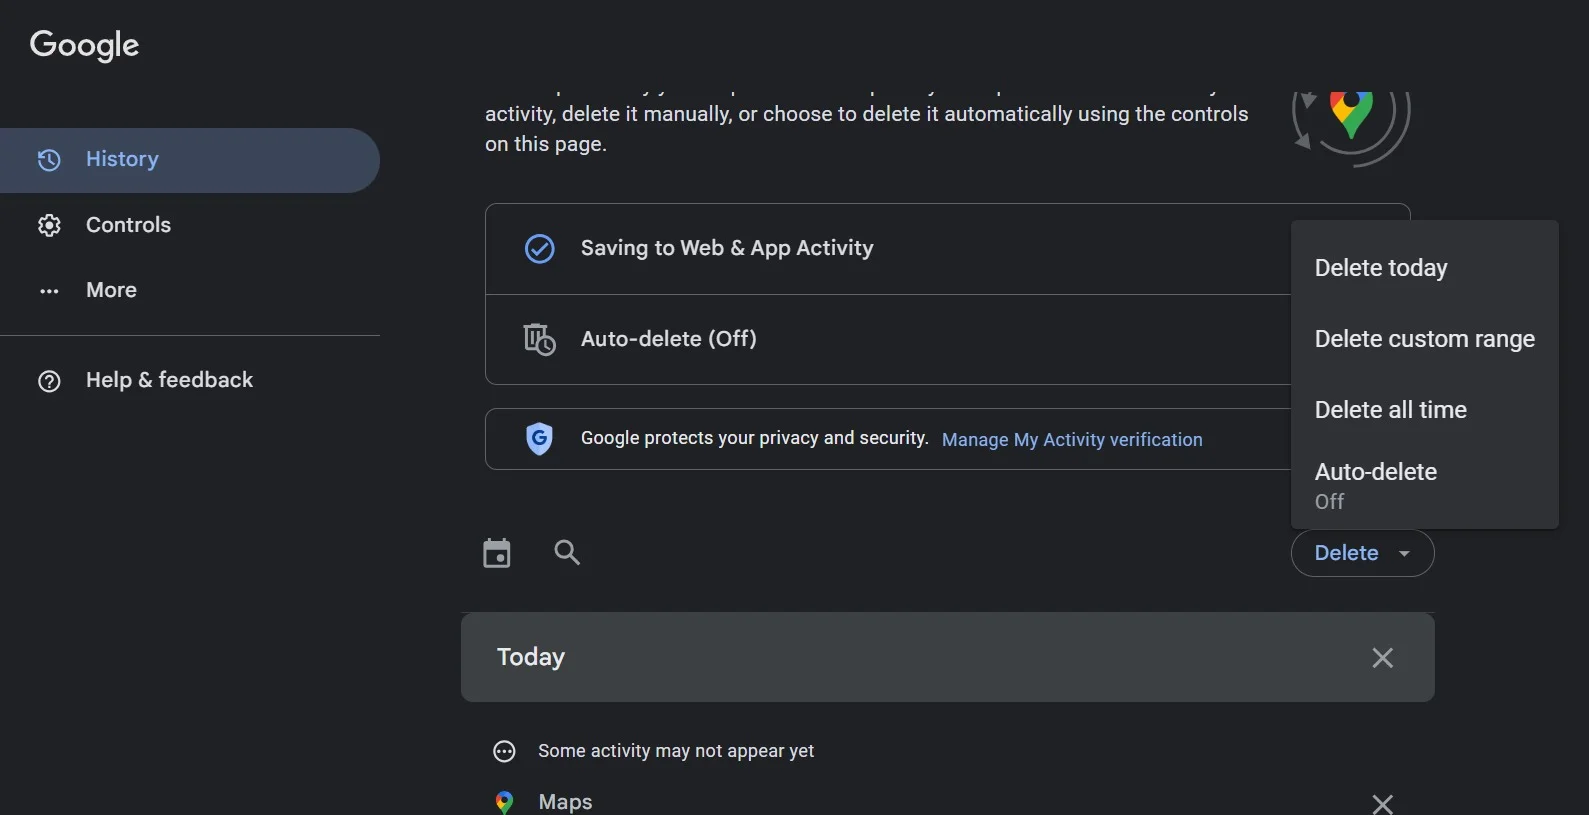 Google
History
Controls
More
Help & feedback
activity, delete it manually, or choose to delete it automatically using the controls
on this page.
Saving to Web & App Activity
Auto-delete (Off)
Google protects your privacy and security. Manage My Activity verification
Delete today
Delete custom range
Delete all time
Auto-delete
Off
Delete
Today
Some activity may not appear yet
Maps